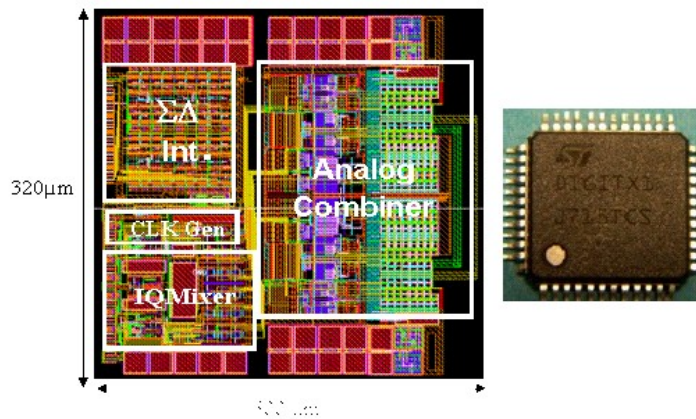 ΣΔ
Int.
320μm
Analog
Combiner
CLK Gen
IQMixer